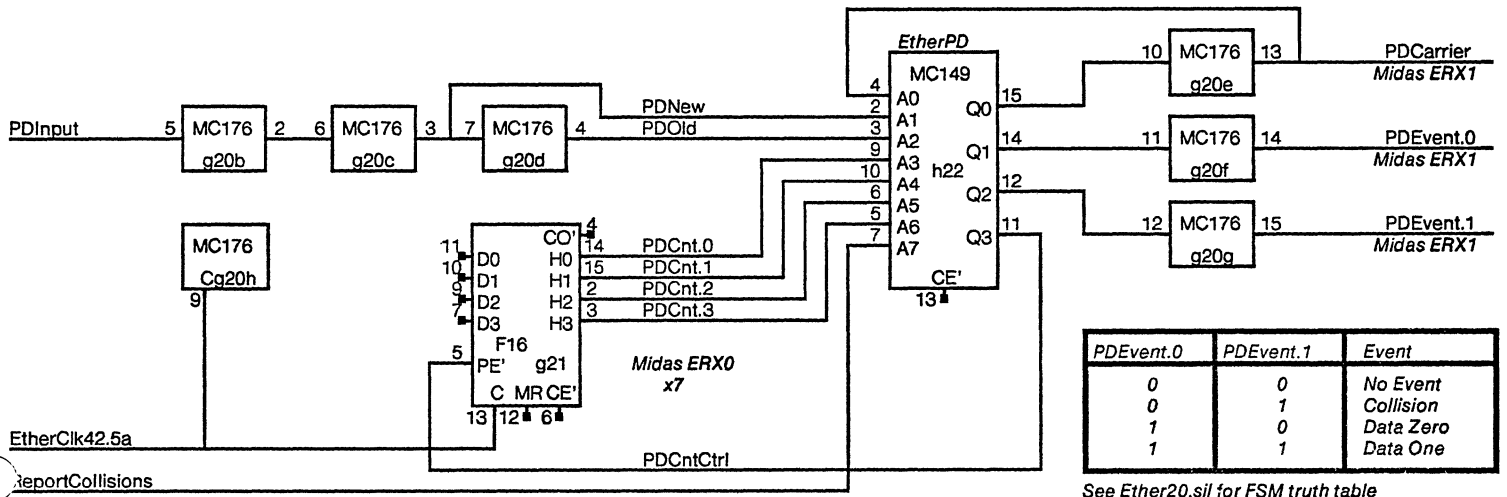 EtherPD
MC149
h22
4 A0
2 A1
3 A2
9 A3
10 A4
6 A5
5 A6
7 A7
Q0 15
Q1 14
Q2 12
Q3 11
CE'
13
10 MC176 13
g20e
PDCarrier
Midas ERX1
11 MC176 14
g20f
PDEvent.0
Midas ERX1
12 MC176 15
g20g
PDEvent.1
Midas ERX1
PDInput
5 MC176 2
g20b
6 MC176 3
g20c
7 MC176 4
g20d
PDNew
PDOld
MC176
Cg20h
9
4 CO'
11 D0 H0 14 PDCnt.0
10 D1 H1 15 PDCnt.1
9 D2 H2 2 PDCnt.2
7 D3 H3 3 PDCnt.3
F16
5 PE' g21
C MR CE'
13 12 6
Midas ERX0
x7
EtherClk42.5a
PDCntCtrl
ReportCollisions
PDEvent.0 PDEvent.1 Event
0 0 No Event
0 1 Collision
1 0 Data Zero
1 1 Data One
See Ether20.sil for FSM truth table